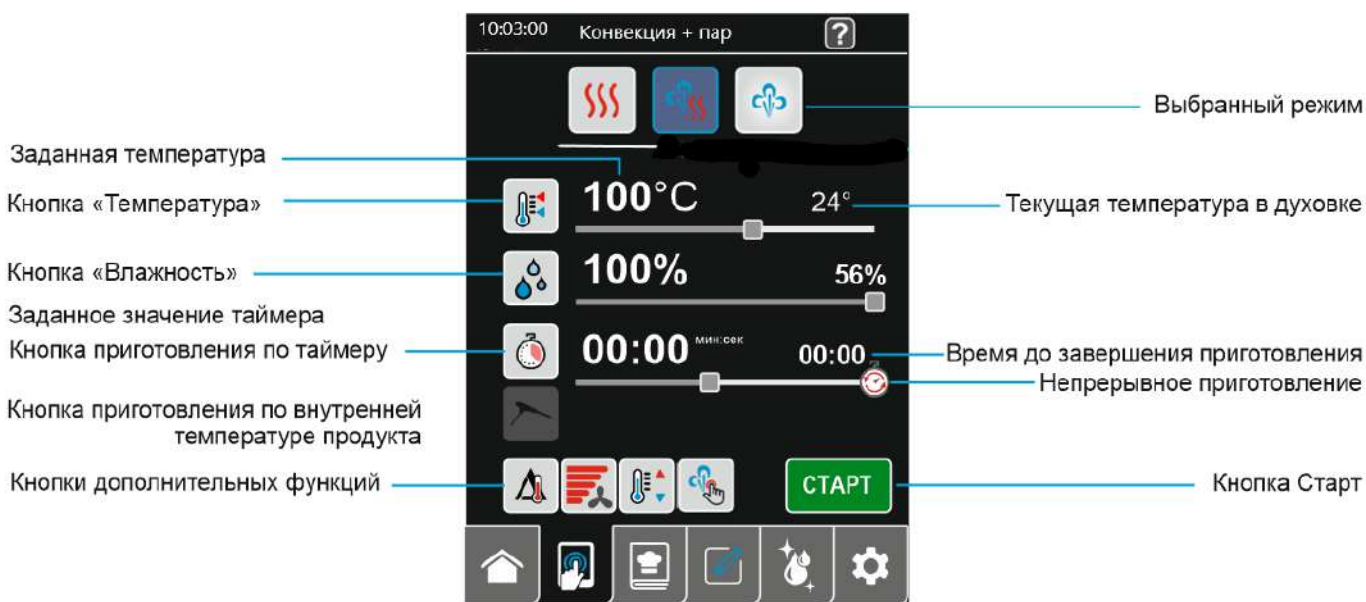 10:03:00 Конвекция + пар ?
Выбранный режим
Заданная температура
Кнопка «Температура»
100°C 24°
Текущая температура в духовке
Кнопка «Влажность»
100% 56%
Заданное значение таймера
Кнопка приготовления по таймеру
00:00 мин:сек 00:00
Время до завершения приготовления
Непрерывное приготовление
Кнопка приготовления по внутренней
температуре продукта
Кнопки дополнительных функций
СТАРТ
Кнопка Старт